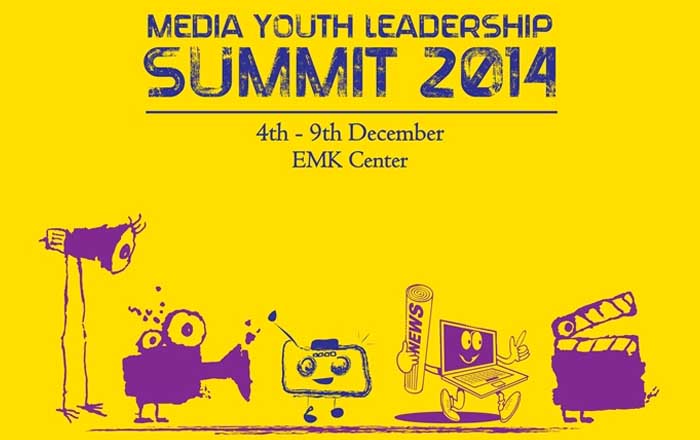 MEDIA YOUTH LEADERSHIP
SUMMIT 2014
4th - 9th December
EMK Center
NEWS